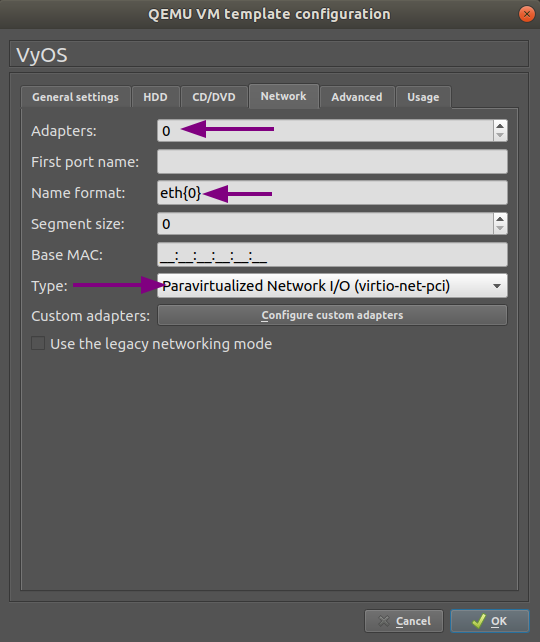 QEMU VM template configuration
VyOS
General settings HDD CD/DVD Network Advanced Usage
Adapters: 0
First port name:
Name format: eth{0}
Segment size: 0
Base MAC: __:__:__:__:__:__
Type: Paravirtualized Network I/O (virtio-net-pci)
Custom adapters: Configure custom adapters
Use the legacy networking mode
Cancel OK